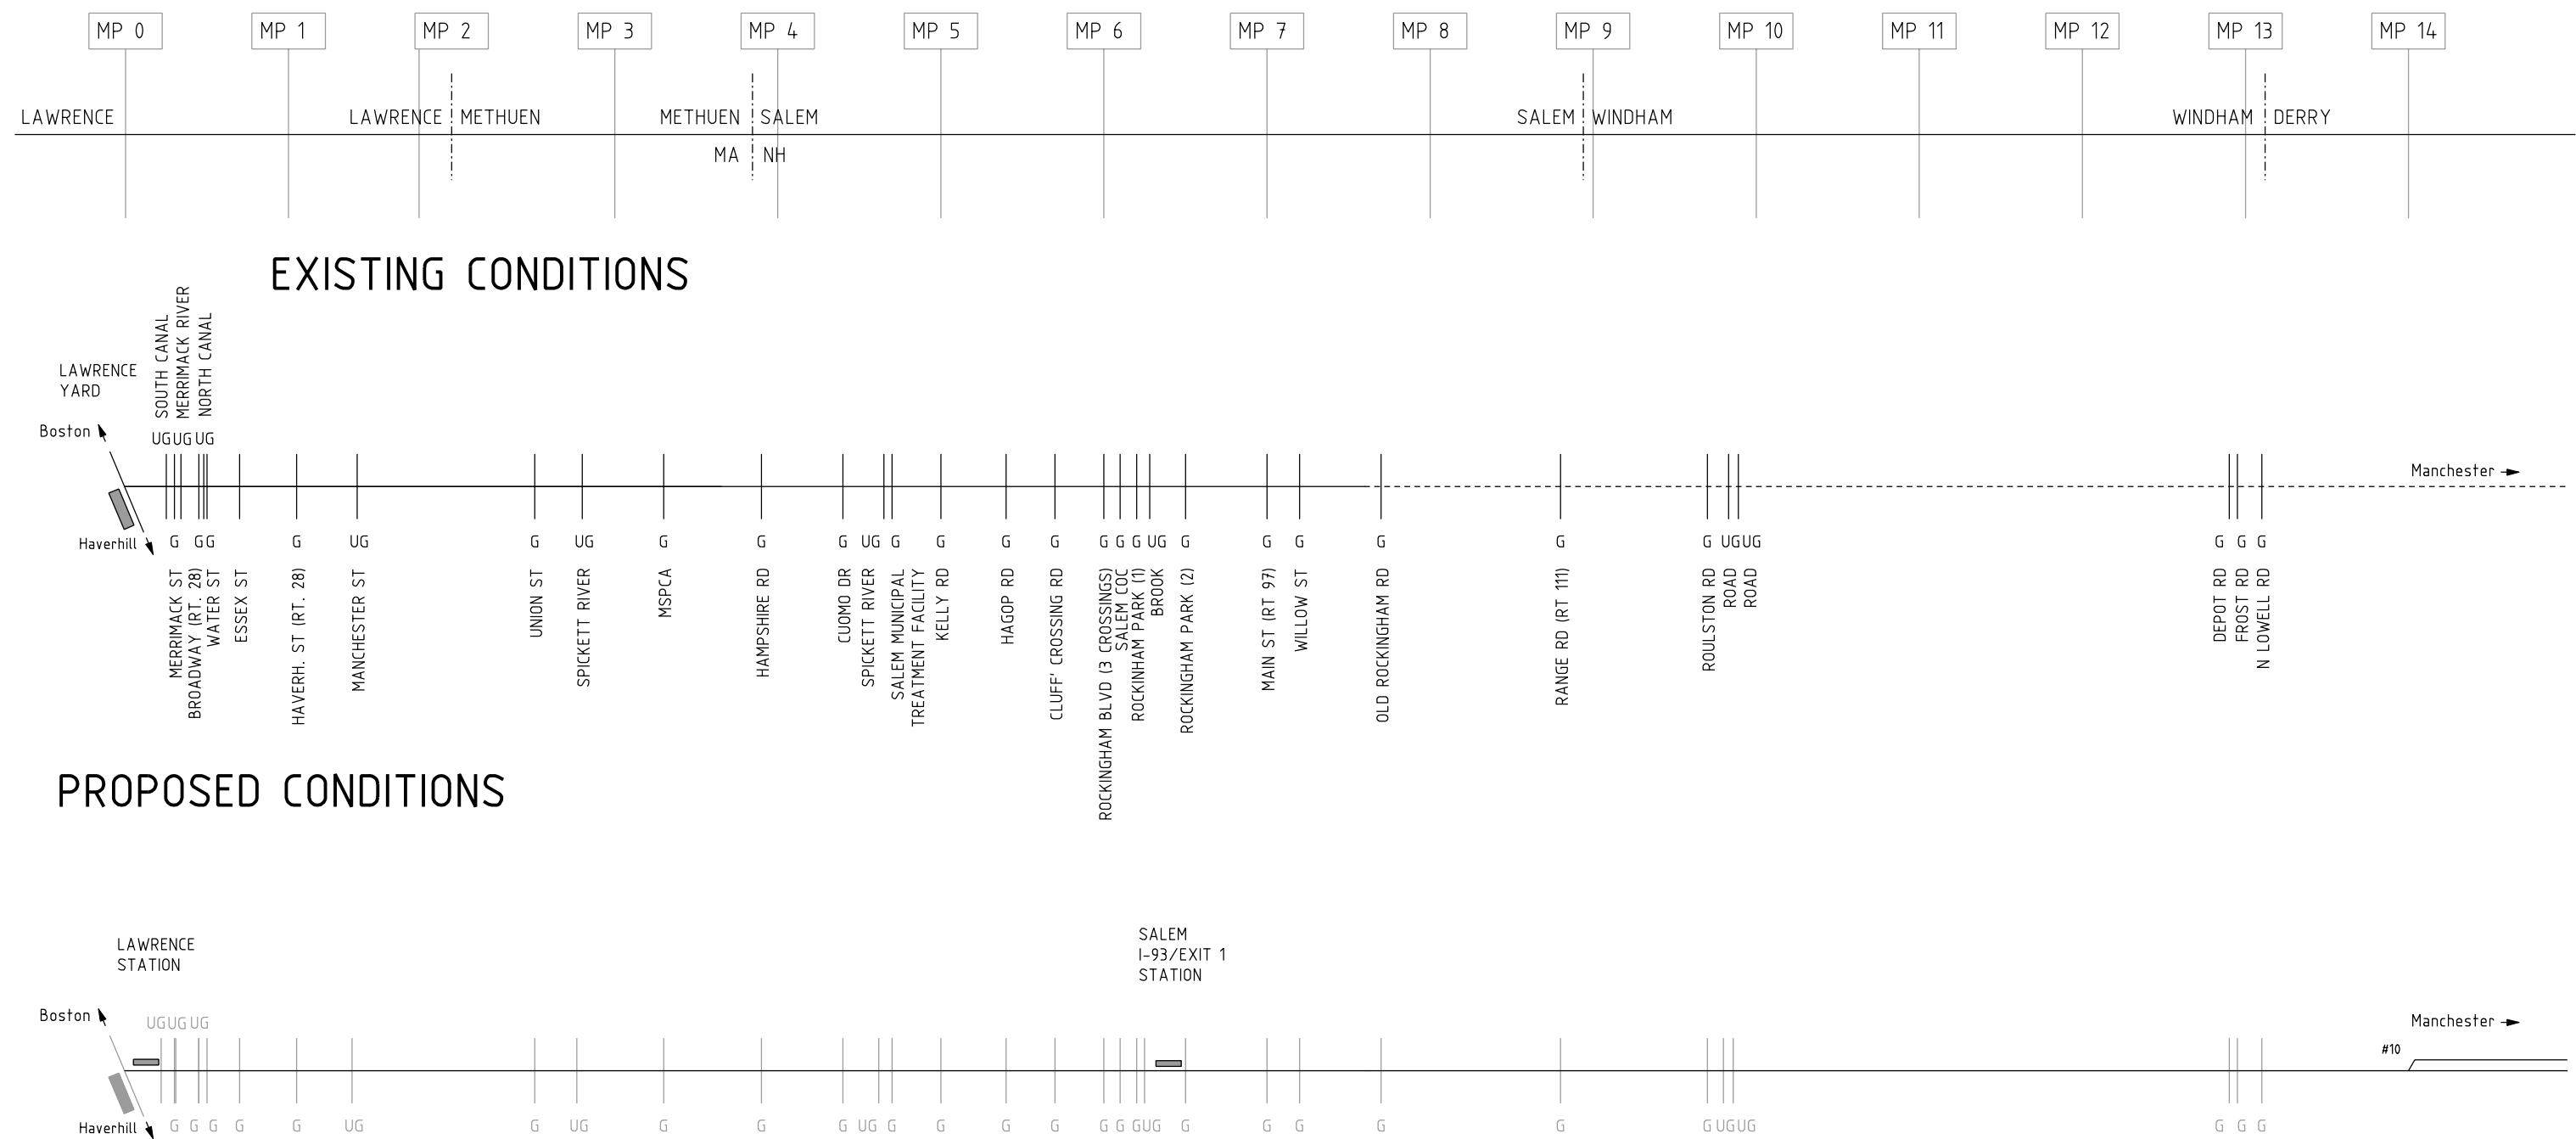 MP 0
MP 1
MP 2
MP 3
MP 4
MP 5
MP 6
MP 7
MP 8
MP 9
MP 10
MP 11
MP 12
MP 13
MP 14
LAWRENCE
LAWRENCE
METHUEN
METHUEN
SALEM
SALEM
WINDHAM
WINDHAM
DERRY
MA
NH
EXISTING CONDITIONS
LAWRENCE
YARD
SOUTH CANAL
MERRIMACK RIVER
NORTH CANAL
Boston
UG
UG
UG
Manchester
Haverhill
G
G
G
G
UG
G
UG
G
G
G
UG
G
G
G
G
G
G
G
UG
G
G
G
G
G
G
UG
UG
G
G
G
MERRIMACK ST
BROADWAY (RT. 28)
WATER ST
ESSEX ST
HAVERH. ST (RT. 28)
MANCHESTER ST
UNION ST
SPICKETT RIVER
MSPCA
HAMPSHIRE RD
CUOMO DR
SPICKETT RIVER
SALEM MUNICIPAL
TREATMENT FACILITY
KELLY RD
HAGOP RD
CLUFF' CROSSING RD
ROCKINGHAM BLVD (3 CROSSINGS)
SALEM COC
ROCKINHAM PARK (1)
BROOK
ROCKINGHAM PARK (2)
MAIN ST (RT 97)
WILLOW ST
OLD ROCKINGHAM RD
RANGE RD (RT 111)
ROULSTON RD
ROAD
ROAD
DEPOT RD
FROST RD
N LOWELL RD
PROPOSED CONDITIONS
LAWRENCE
STATION
SALEM
I-93/EXIT 1
STATION
Boston
UG
UG
UG
Manchester
#10
Haverhill
G
G
G
G
G
UG
G
UG
G
G
G
UG
G
G
G
G
G
G
G
UG
G
G
G
G
G
G
UG
UG
G
G
G